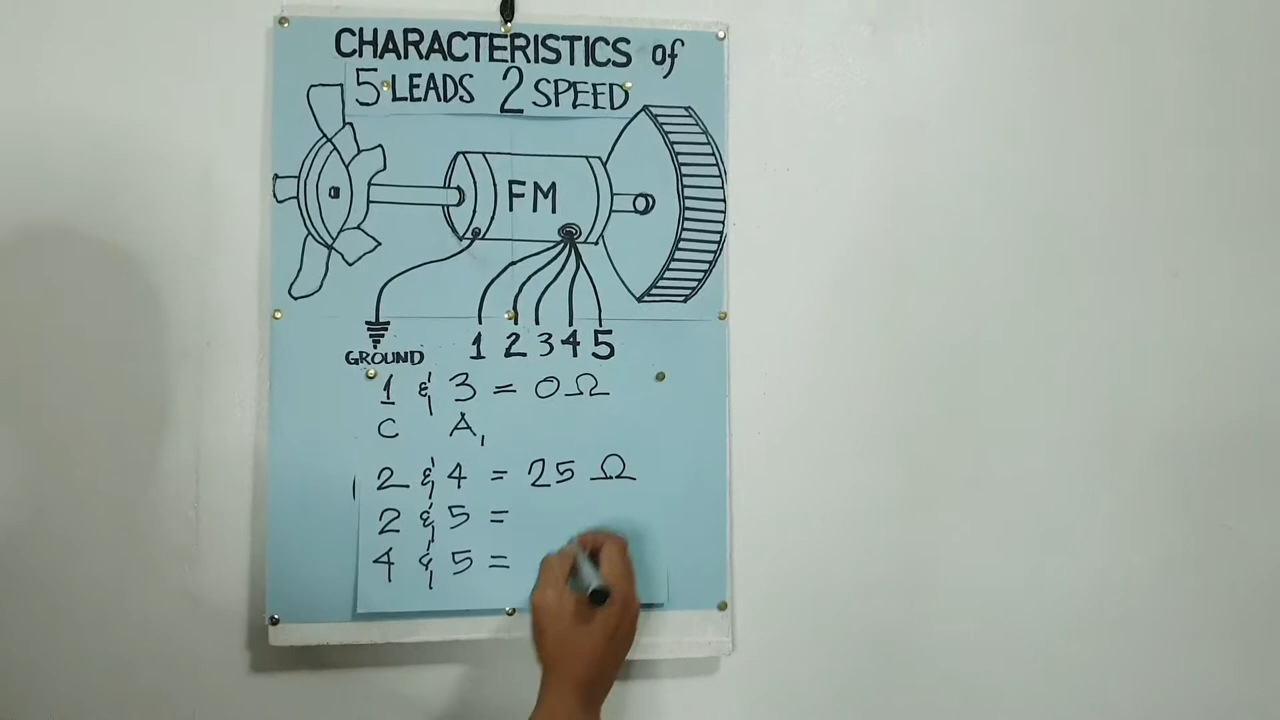 CHARACTERISTICS of
5 LEADS 2 SPEED
FM
1 2 3 4 5
GROUND
1 & 3 = 0 Ω
C A1
2 & 4 = 25 Ω
2 & 5 =
4 & 5 =